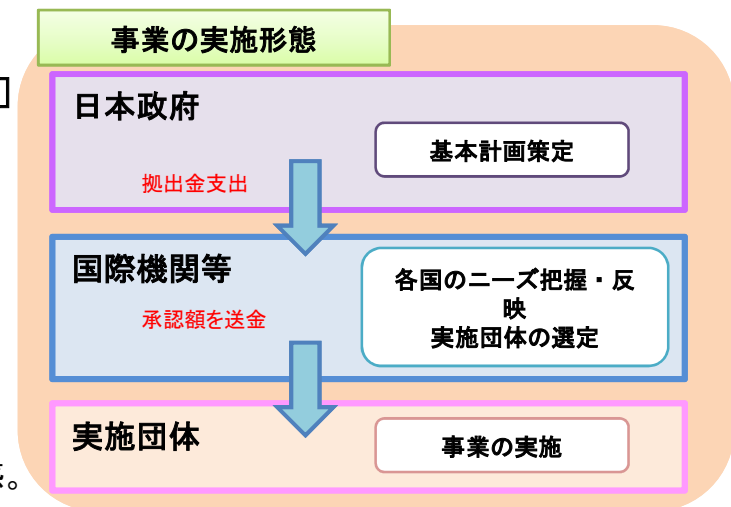 事業の実施形態
日本政府
基本計画策定
拠出金支出
国際機関等
各国のニーズ把握・反
映
実施団体の選定
承認額を送金
実施団体
事業の実施
。